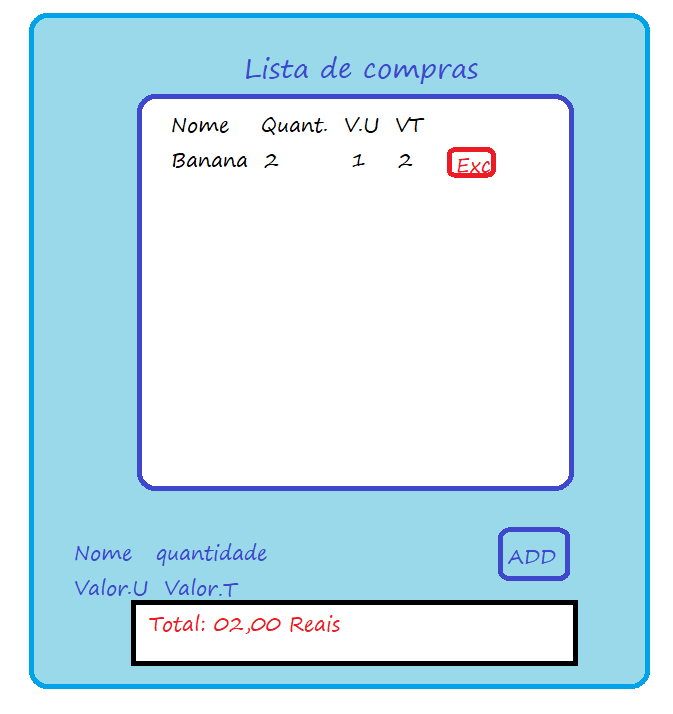 Lista de compras
Nome Quant. V.U VT
Banana 2 1 2 Exc
Nome quantidade ADD
Valor.U Valor.T
Total: 02,00 Reais